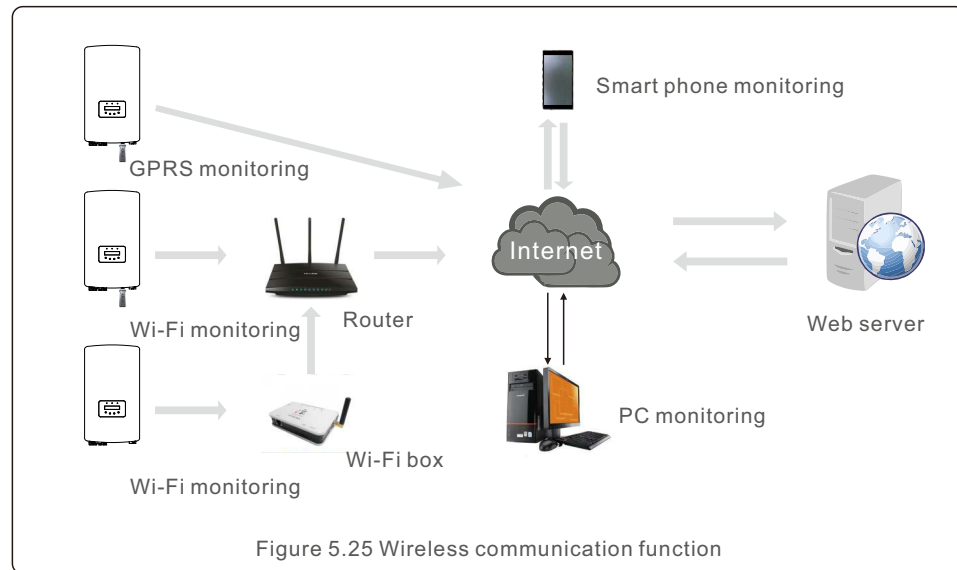 Smart phone monitoring
GPRS monitoring
Internet
Wi-Fi monitoring
Router
Web server
PC monitoring
Wi-Fi box
Wi-Fi monitoring
Figure 5.25 Wireless communication function